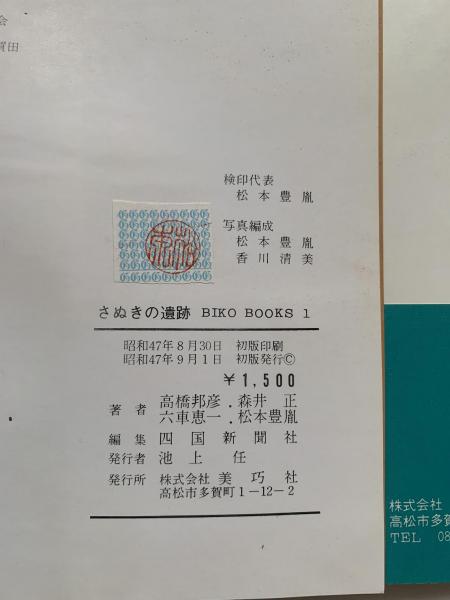 会
賀田
検印代表
松本豊胤
写真編成
松本豊胤
香川清美
さぬきの遺跡 BIKO BOOKS 1
昭和47年8月30日 初版印刷
昭和47年9月1日 初版発行©
¥1,500
著者 高橋邦彦.森井正
六車恵一.松本豊胤
編集 四国新聞社
発行者 池上任
発行所 株式会社 美巧社
高松市多賀町1-12-2
株式会社
高松市多賀
TEL 08